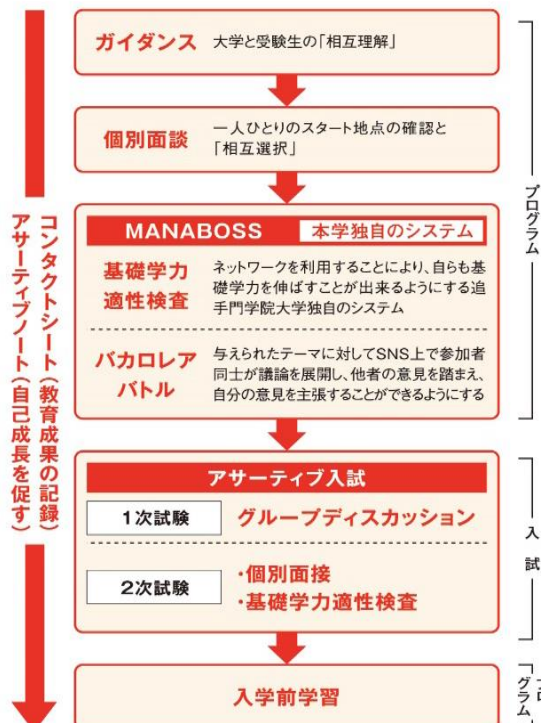 ガイダンス
大学と受験生の「相互理解」
個別面談
一人ひとりのスタート地点の確認と
「相互選択」
MANABOSS
本学独自のシステム
基礎学力
適性検査
ネットワークを利用することにより、自らも基
礎学力を伸ばすことが出来るようにする追
手門学院大学独自のシステム
バカロレア
バトル
与えられたテーマに対してSNS上で参加者
同士が議論を展開し、他者の意見を踏まえ、
自分の意見を主張することができるようにする
アサーティブ入試
1次試験
グループディスカッション
2次試験
・個別面接
・基礎学力適性検査
入学前学習
コンタクトシート(教育成果の記録)
アサーティブノート(自己成長を促す)
プログラム
入試
プロ
グラム